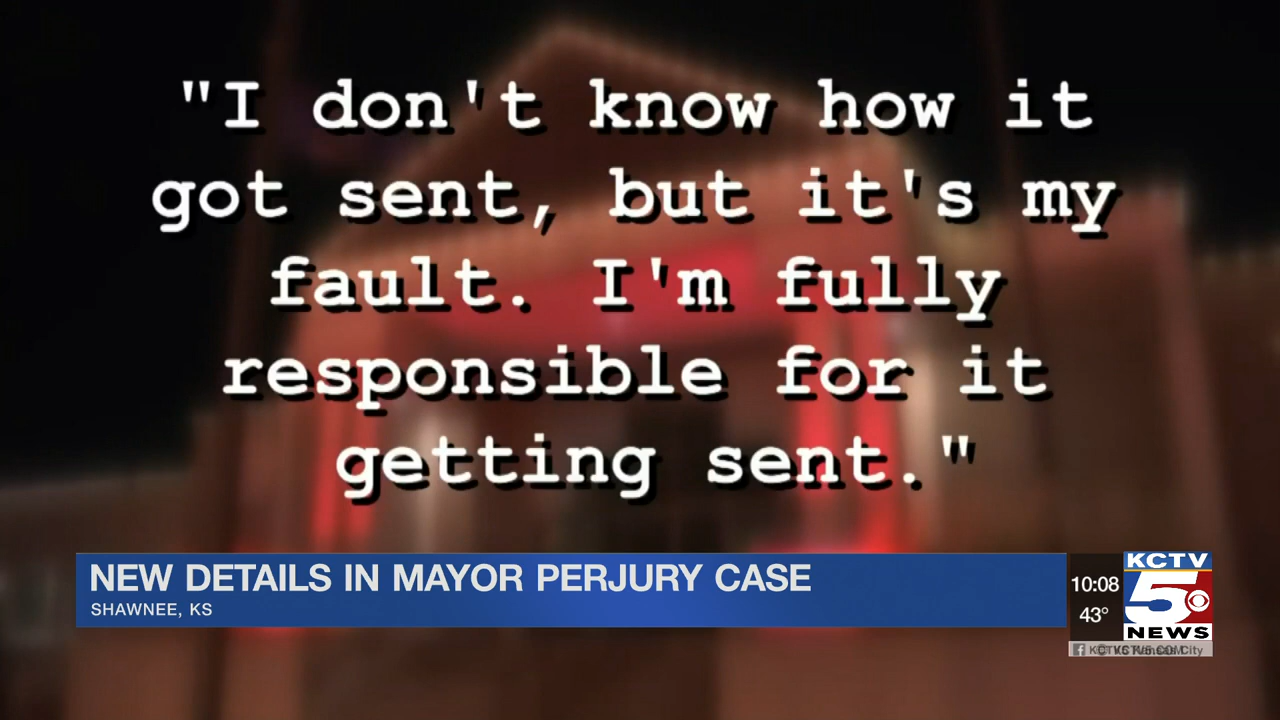 "I don't know how it
got sent, but it's my
fault. I'm fully
responsible for it
getting sent."
NEW DETAILS IN MAYOR PERJURY CASE
SHAWNEE, KS
10:08
43°
KCTV
5
NEWS